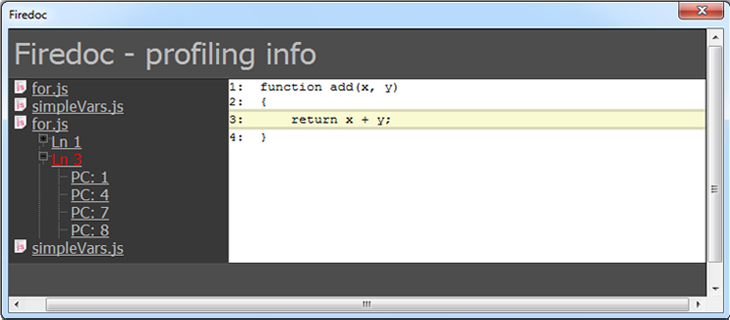 Firedoc
Firedoc - profiling info
for.js
simpleVars.js
for.js
Ln 1
Ln 3
PC: 1
PC: 4
PC: 7
PC: 8
simpleVars.js
1: function add(x, y)
2: {
3:     return x + y;
4: }